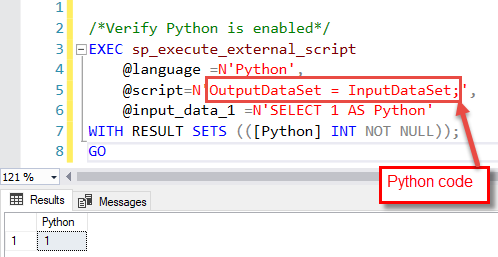 1
2 /*Verify Python is enabled*/
3 EXEC sp_execute_external_script
4 @language =N'Python',
5 @script=N'OutputDataSet = InputDataSet;',
6 @input_data_1 =N'SELECT 1 AS Python'
7 WITH RESULT SETS (([Python] INT NOT NULL));
8 GO
Python code
121 %
Results Messages
Python
1 1